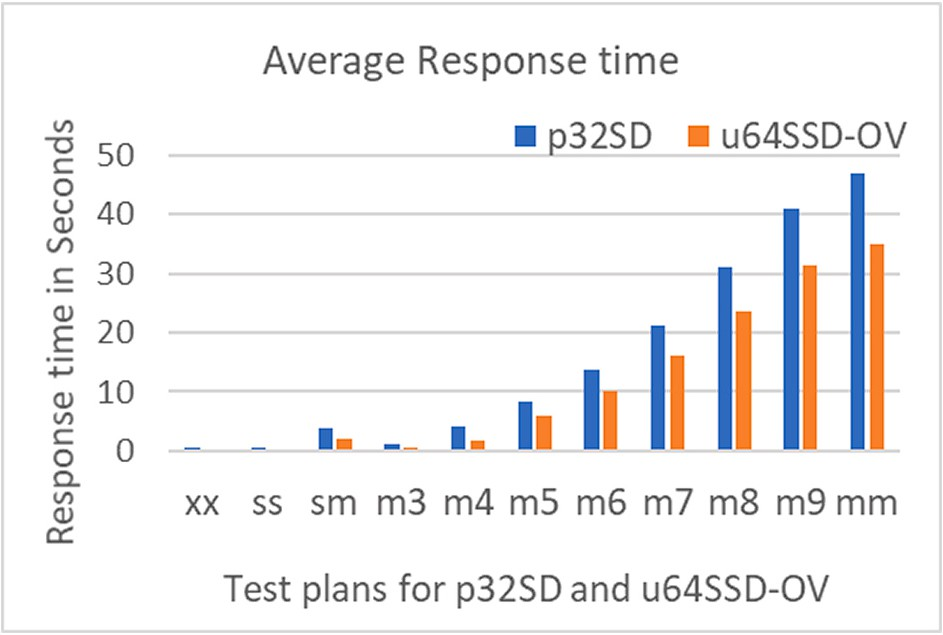 Average Response time
p32SD u64SSD-OV
Response time in Seconds
50
40
30
20
10
0
xx ss sm m3 m4 m5 m6 m7 m8 m9 mm
Test plans for p32SD and u64SSD-OV